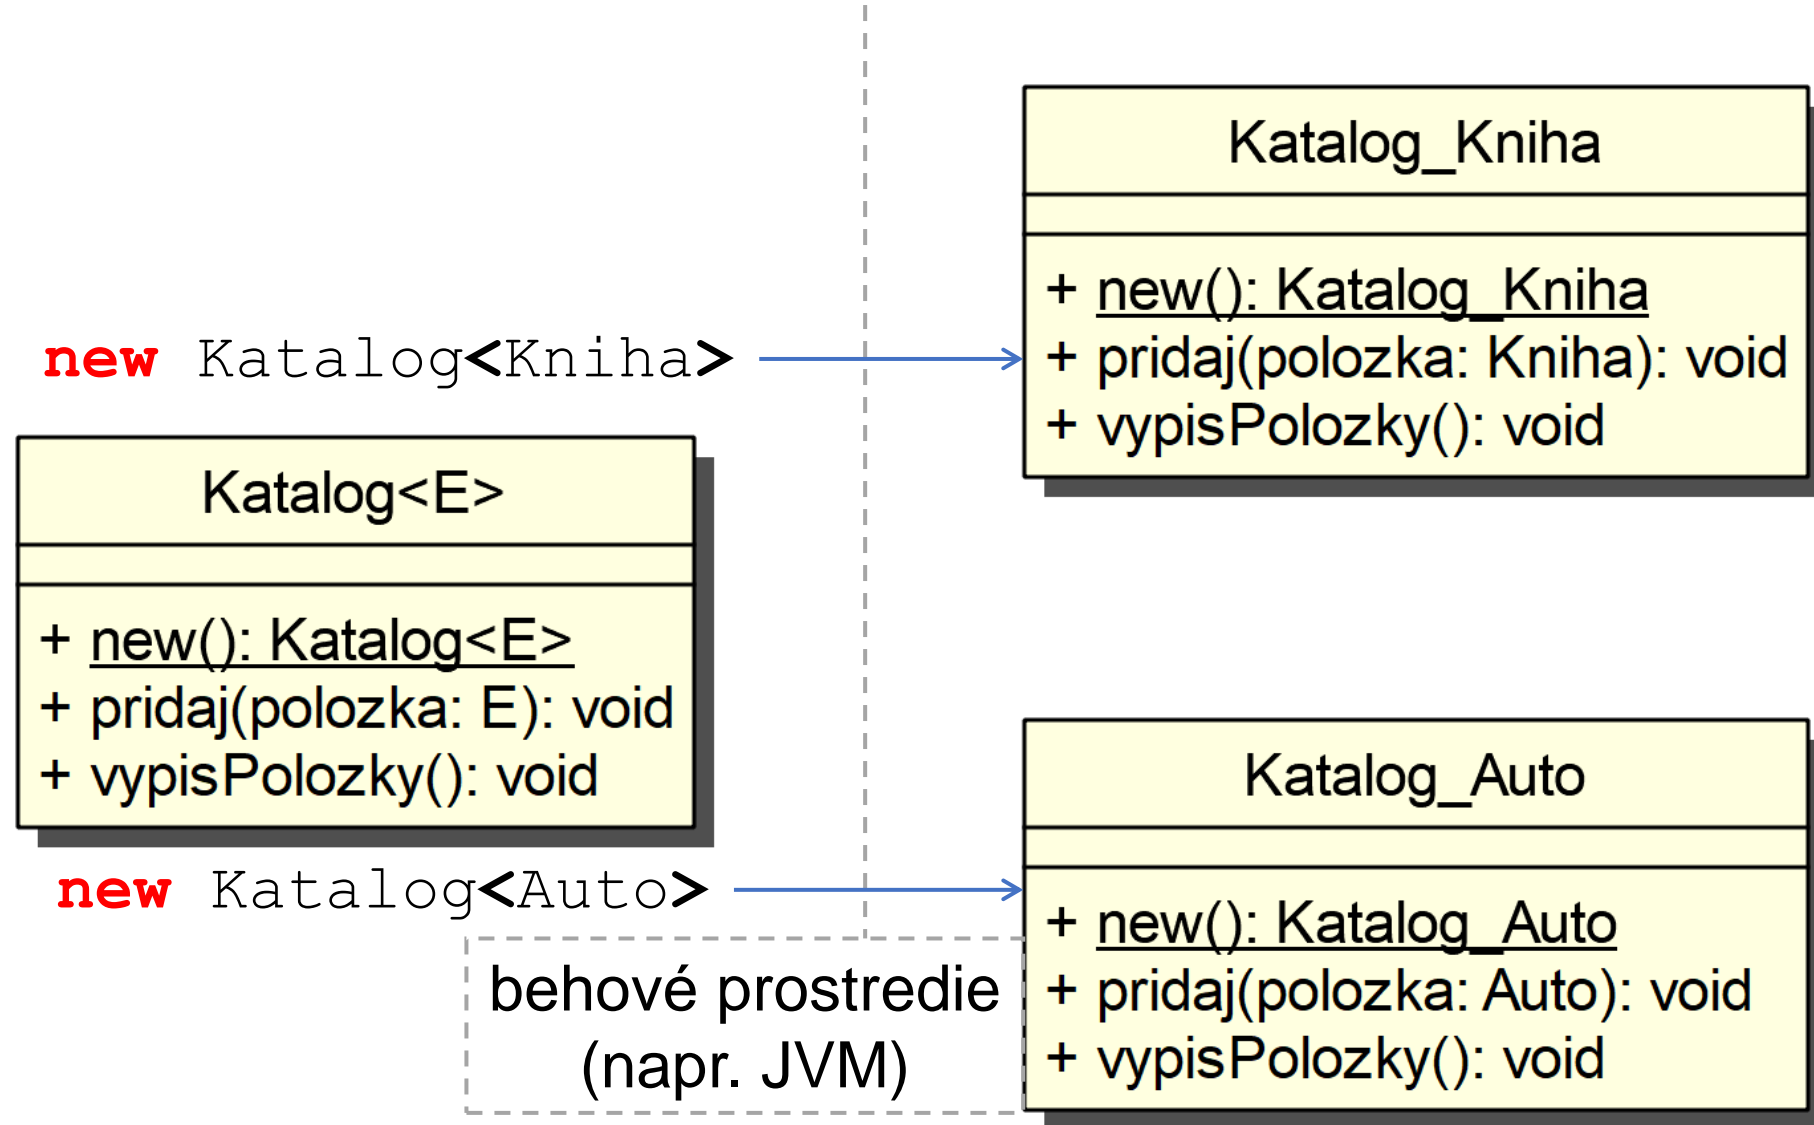 new Katalog<Kniha>
Katalog<E>
+ new(): Katalog<E>
+ pridaj(polozka: E): void
+ vypisPolozky(): void
new Katalog<Auto>
behové prostredie
(napr. JVM)
Katalog_Kniha
+ new(): Katalog_Kniha
+ pridaj(polozka: Kniha): void
+ vypisPolozky(): void
Katalog_Auto
+ new(): Katalog_Auto
+ pridaj(polozka: Auto): void
+ vypisPolozky(): void